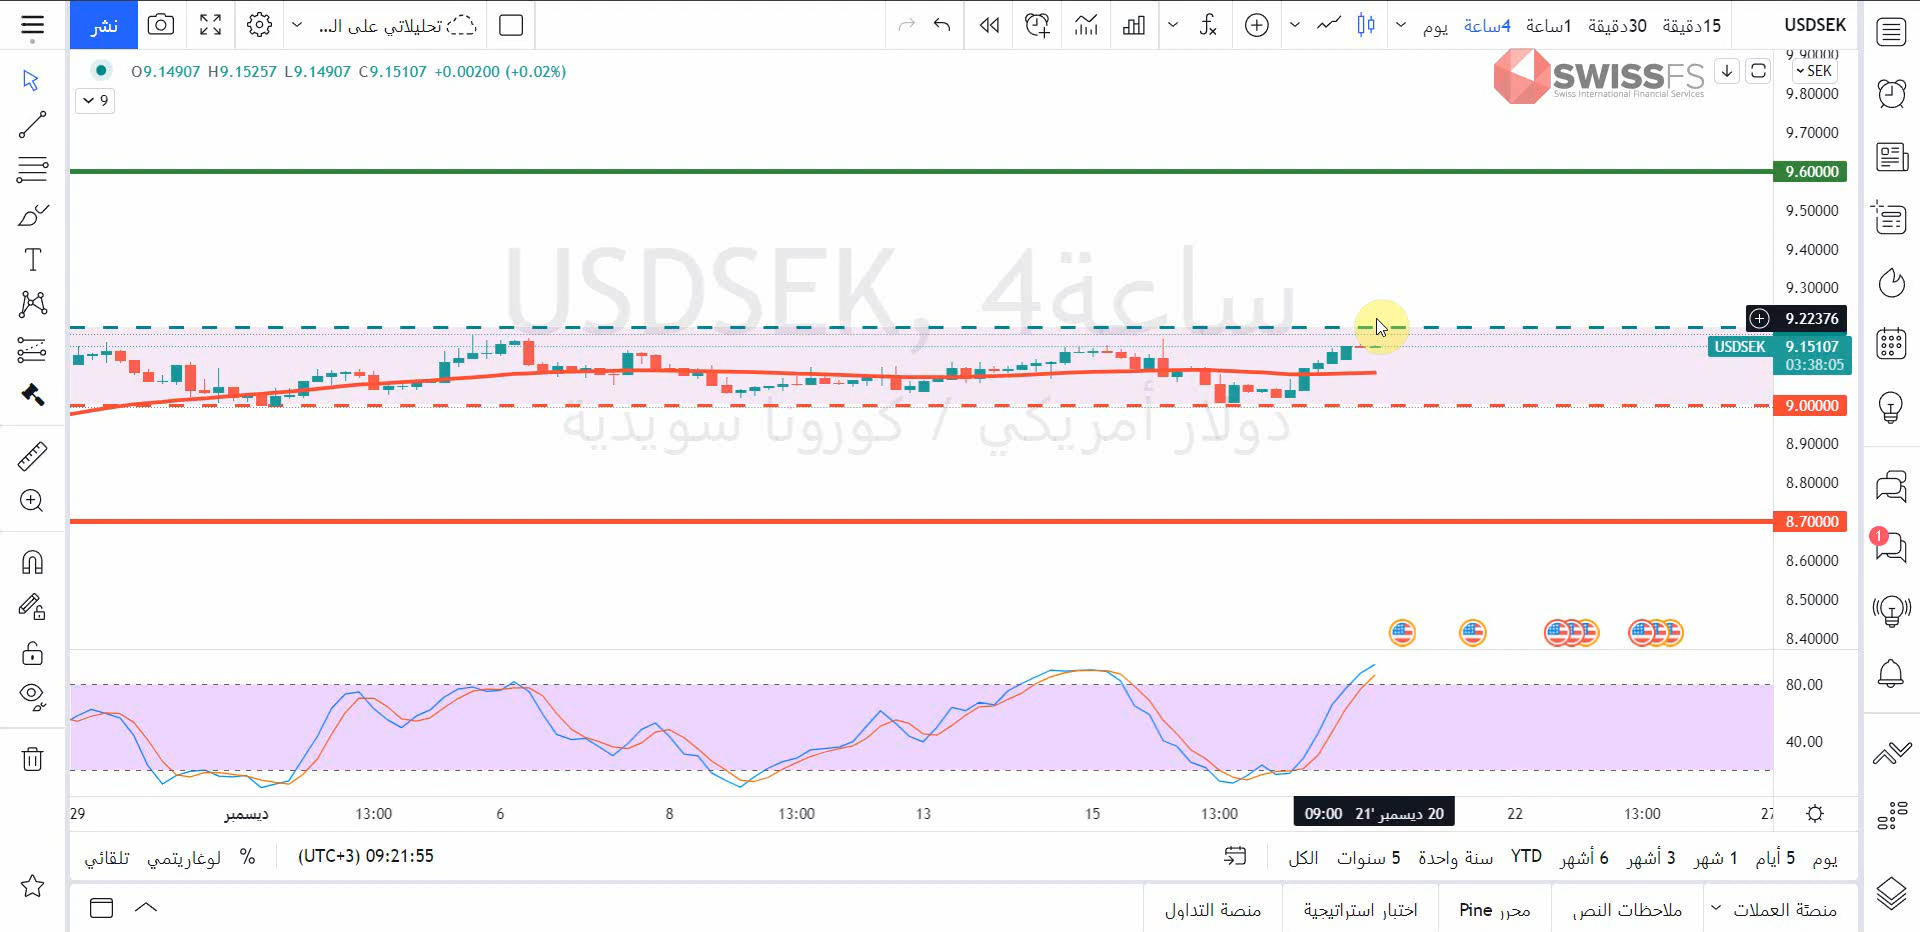 نشر
تحليلاتي على الـ...
يوم
4ساعة
1ساعة
30دقيقة
15دقيقة
USDSEK
O9.14907 H9.15257 L9.14907 C9.15107 +0.00200 (+0.02%)
9
SWISSFS
Swiss International Financial Services
SEK
9.90000
9.80000
9.70000
9.60000
9.50000
9.40000
9.30000
9.22376
USDSEK 9.15107
03:38:05
9.00000
8.90000
8.80000
8.70000
8.60000
8.50000
8.40000
USDSEK, 4ساعة
دولار أمريكي / كورونا سويدية
1
80.00
40.00
29
ديسمبر
13:00
6
8
13:00
13
15
13:00
09:00 20 ديسمبر '21
22
13:00
27
تلقائي
لوغاريتمي
%
(UTC+3) 09:21:55
الكل
5 سنوات
سنة واحدة
YTD
6 أشهر
3 أشهر
1 شهر
5 أيام
يوم
منصة التداول
اختبار استراتيجية
محرر Pine
ملاحظات النص
منصئة العملات